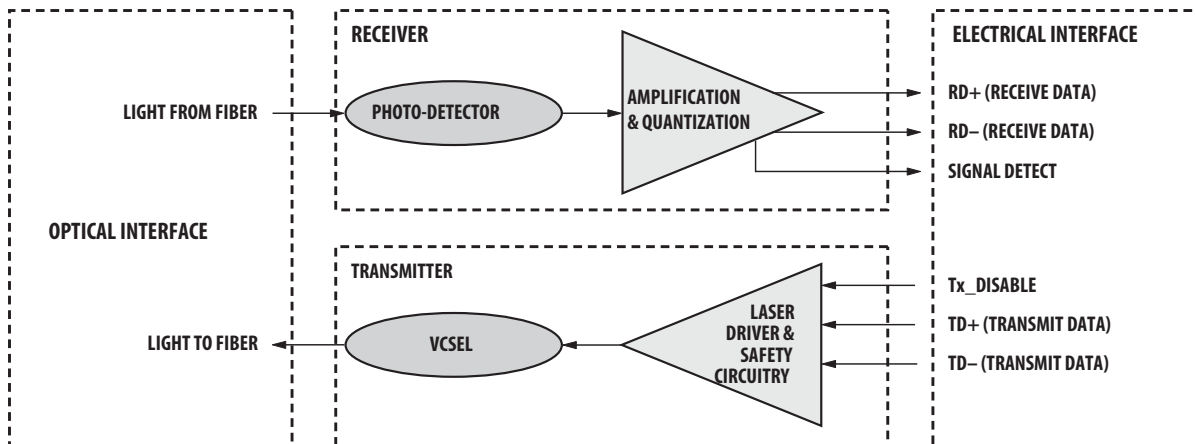 RECEIVER
ELECTRICAL INTERFACE
LIGHT FROM FIBER
PHOTO-DETECTOR
AMPLIFICATION
& QUANTIZATION
RD+ (RECEIVE DATA)
RD– (RECEIVE DATA)
SIGNAL DETECT
OPTICAL INTERFACE
TRANSMITTER
LIGHT TO FIBER
VCSEL
LASER
DRIVER &
SAFETY
CIRCUITRY
Tx_DISABLE
TD+ (TRANSMIT DATA)
TD– (TRANSMIT DATA)